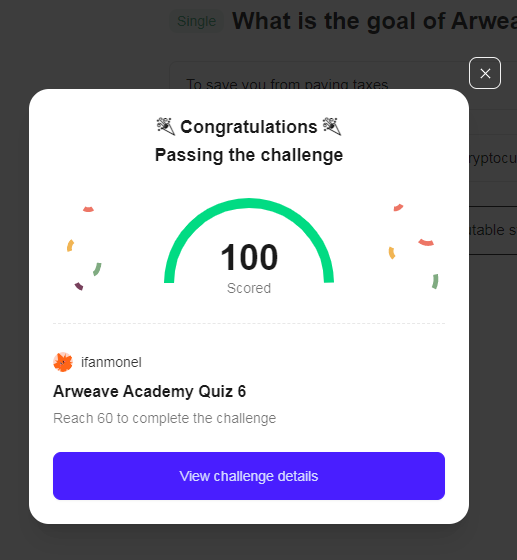 Single What is the goal of Arwea
To save you from paying taxes
ryptocu
table s
Congratulations
Passing the challenge
100
Scored
ifanmonel
Arweave Academy Quiz 6
Reach 60 to complete the challenge
View challenge details